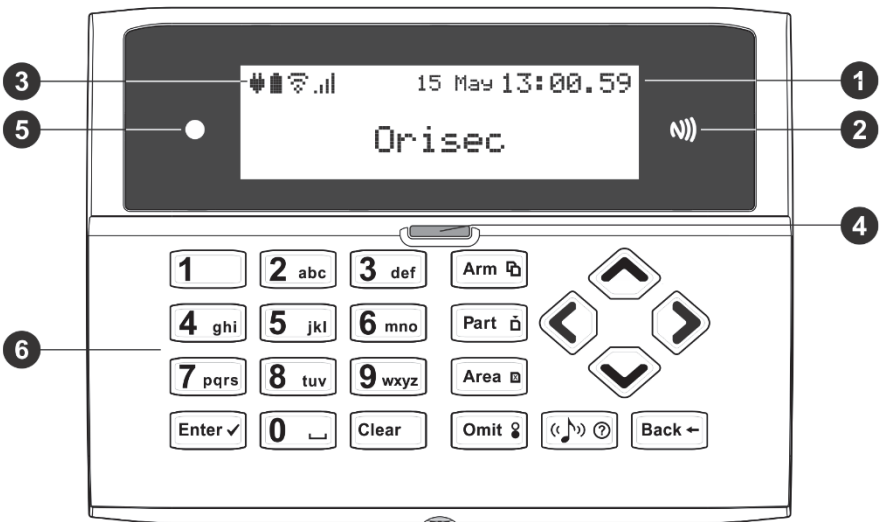 3
15 May 13:00.59
1
5
Orisec
2
4
1
2 abc
3 def
Arm
4 ghi
5 jkl
6 mno
Part
6
7 pqrs
8 tuv
9 wxyz
Area
Enter ✓
0 ⎵
Clear
Omit
((♪)) ?
Back ←